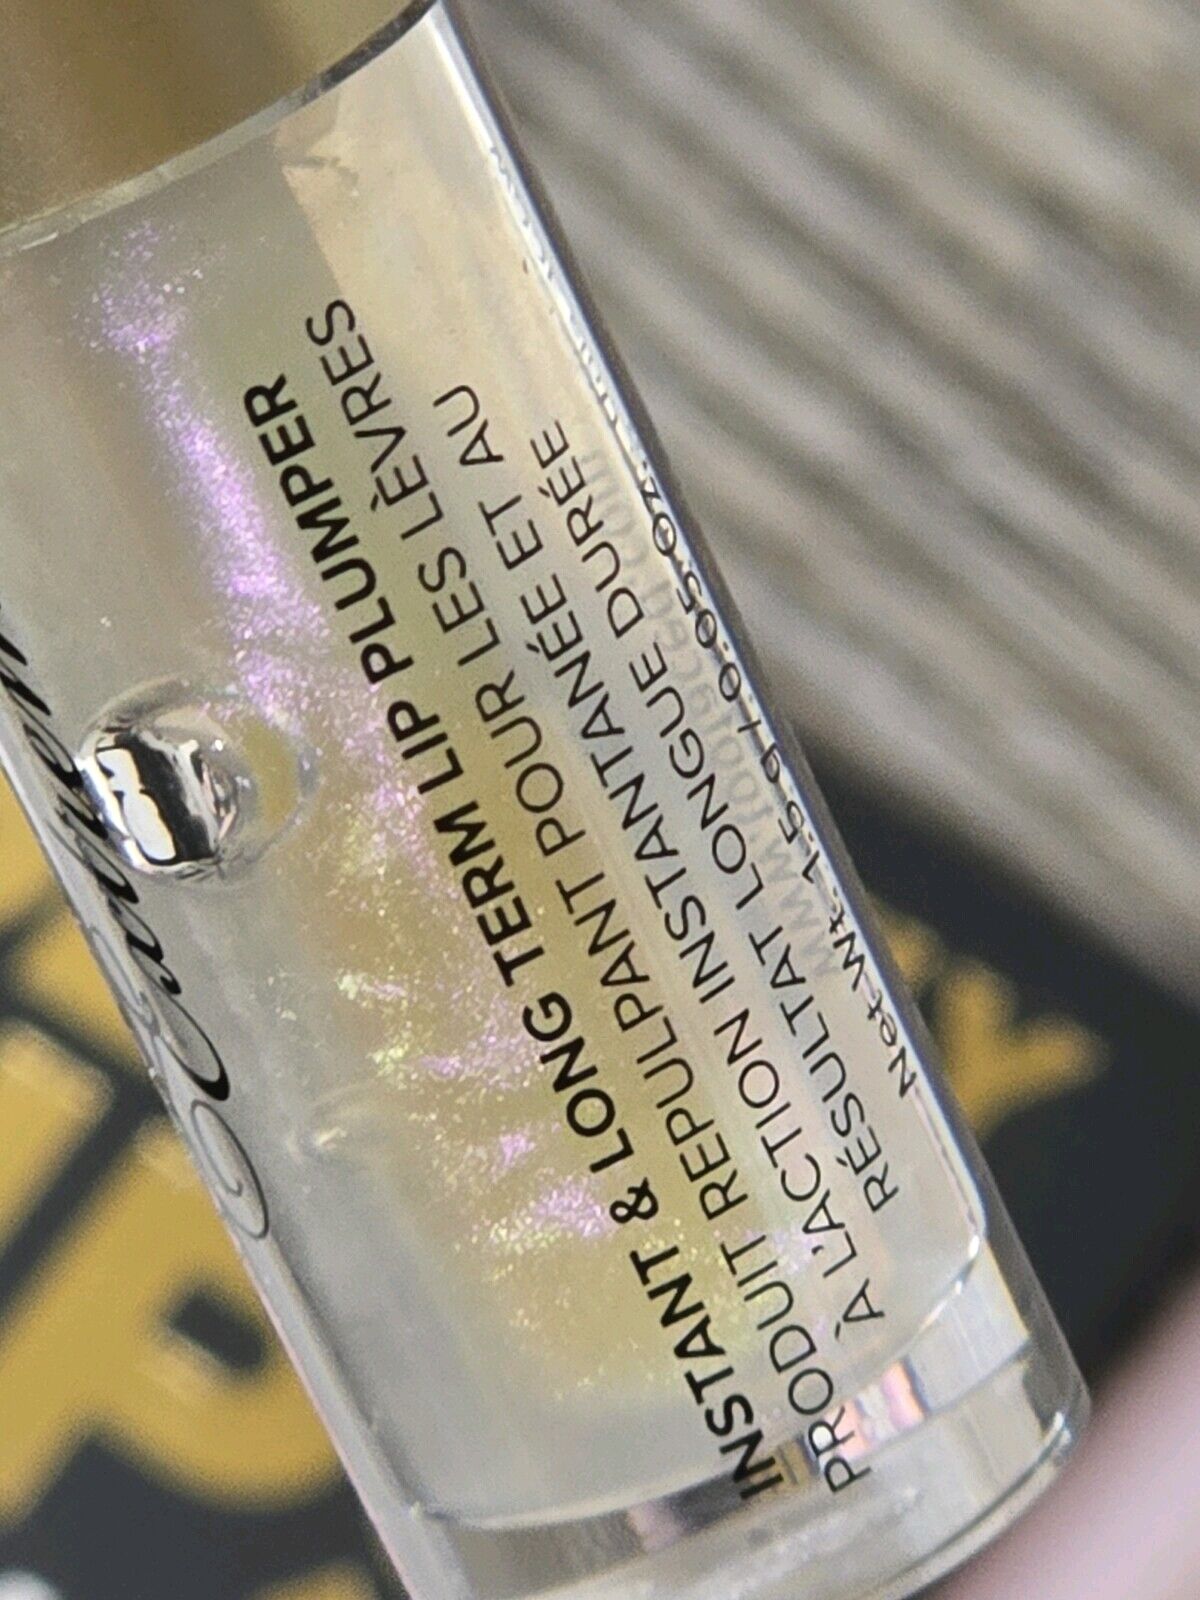 INSTANT & LONG TERM LIP PLUMPER
PRODUIT REPULPANT POUR LES LÈVRES
À L'ACTION INSTANTANÉE ET AU
RÉSULTAT LONGUE DURÉE
Net Wt. 1.5 g | 0.05 Oz.